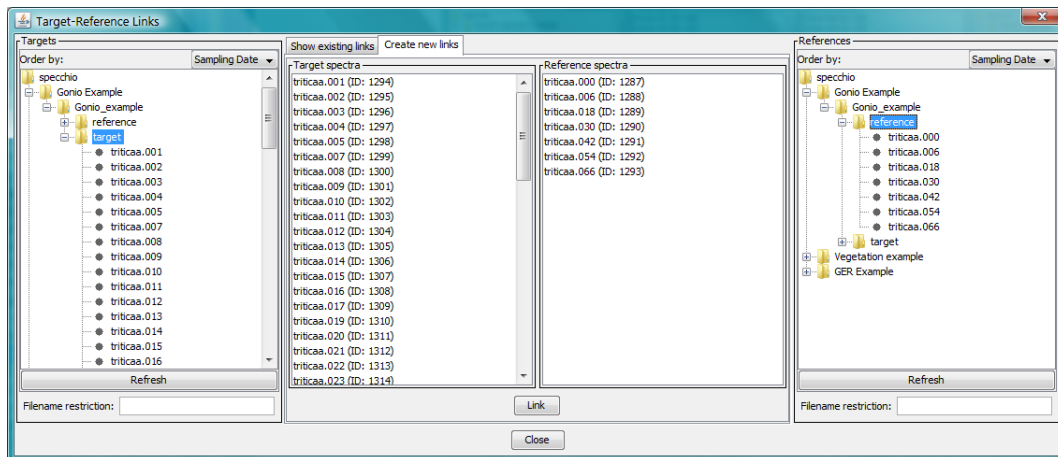 Target-Reference Links
Targets
Order by: Sampling Date
specchio
Gonio Example
Gonio_example
reference
target
triticaa.001
triticaa.002
triticaa.003
triticaa.004
triticaa.005
triticaa.007
triticaa.008
triticaa.009
triticaa.010
triticaa.011
triticaa.012
triticaa.013
triticaa.014
triticaa.015
triticaa.016
Refresh
Filename restriction:
Show existing links
Create new links
Target spectra
triticaa.001 (ID: 1294)
triticaa.002 (ID: 1295)
triticaa.003 (ID: 1296)
triticaa.004 (ID: 1297)
triticaa.005 (ID: 1298)
triticaa.007 (ID: 1299)
triticaa.008 (ID: 1300)
triticaa.009 (ID: 1301)
triticaa.010 (ID: 1302)
triticaa.011 (ID: 1303)
triticaa.012 (ID: 1304)
triticaa.013 (ID: 1305)
triticaa.014 (ID: 1306)
triticaa.015 (ID: 1307)
triticaa.016 (ID: 1308)
triticaa.017 (ID: 1309)
triticaa.019 (ID: 1310)
triticaa.020 (ID: 1311)
triticaa.021 (ID: 1312)
triticaa.022 (ID: 1313)
triticaa.023 (ID: 1314)
Reference spectra
triticaa.000 (ID: 1287)
triticaa.006 (ID: 1288)
triticaa.018 (ID: 1289)
triticaa.030 (ID: 1290)
triticaa.042 (ID: 1291)
triticaa.054 (ID: 1292)
triticaa.066 (ID: 1293)
Link
Close
References
Order by: Sampling Date
specchio
Gonio Example
Gonio_example
reference
triticaa.000
triticaa.006
triticaa.018
triticaa.030
triticaa.042
triticaa.054
triticaa.066
target
Vegetation example
GER Example
Refresh
Filename restriction: